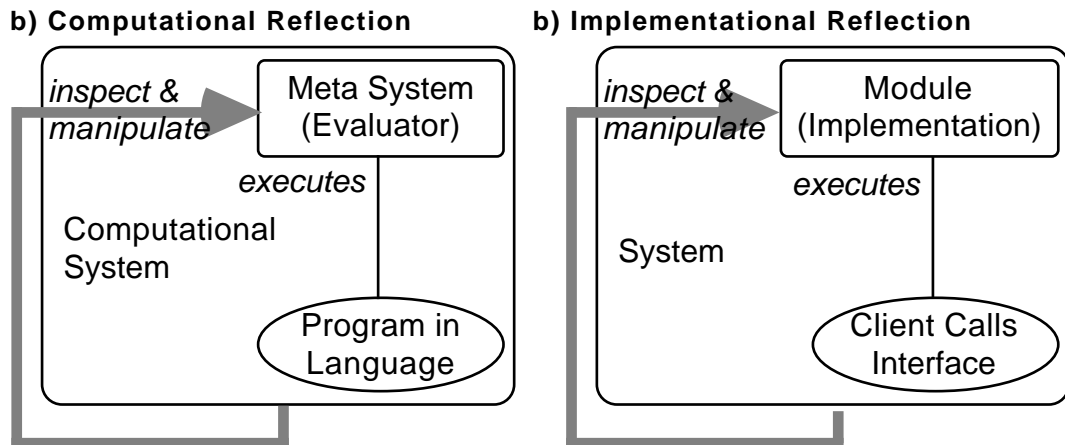 b) Computational Reflection
inspect &
manipulate
Meta System
(Evaluator)
executes
Computational
System
Program in
Language
b) Implementational Reflection
inspect &
manipulate
Module
(Implementation)
executes
System
Client Calls
Interface